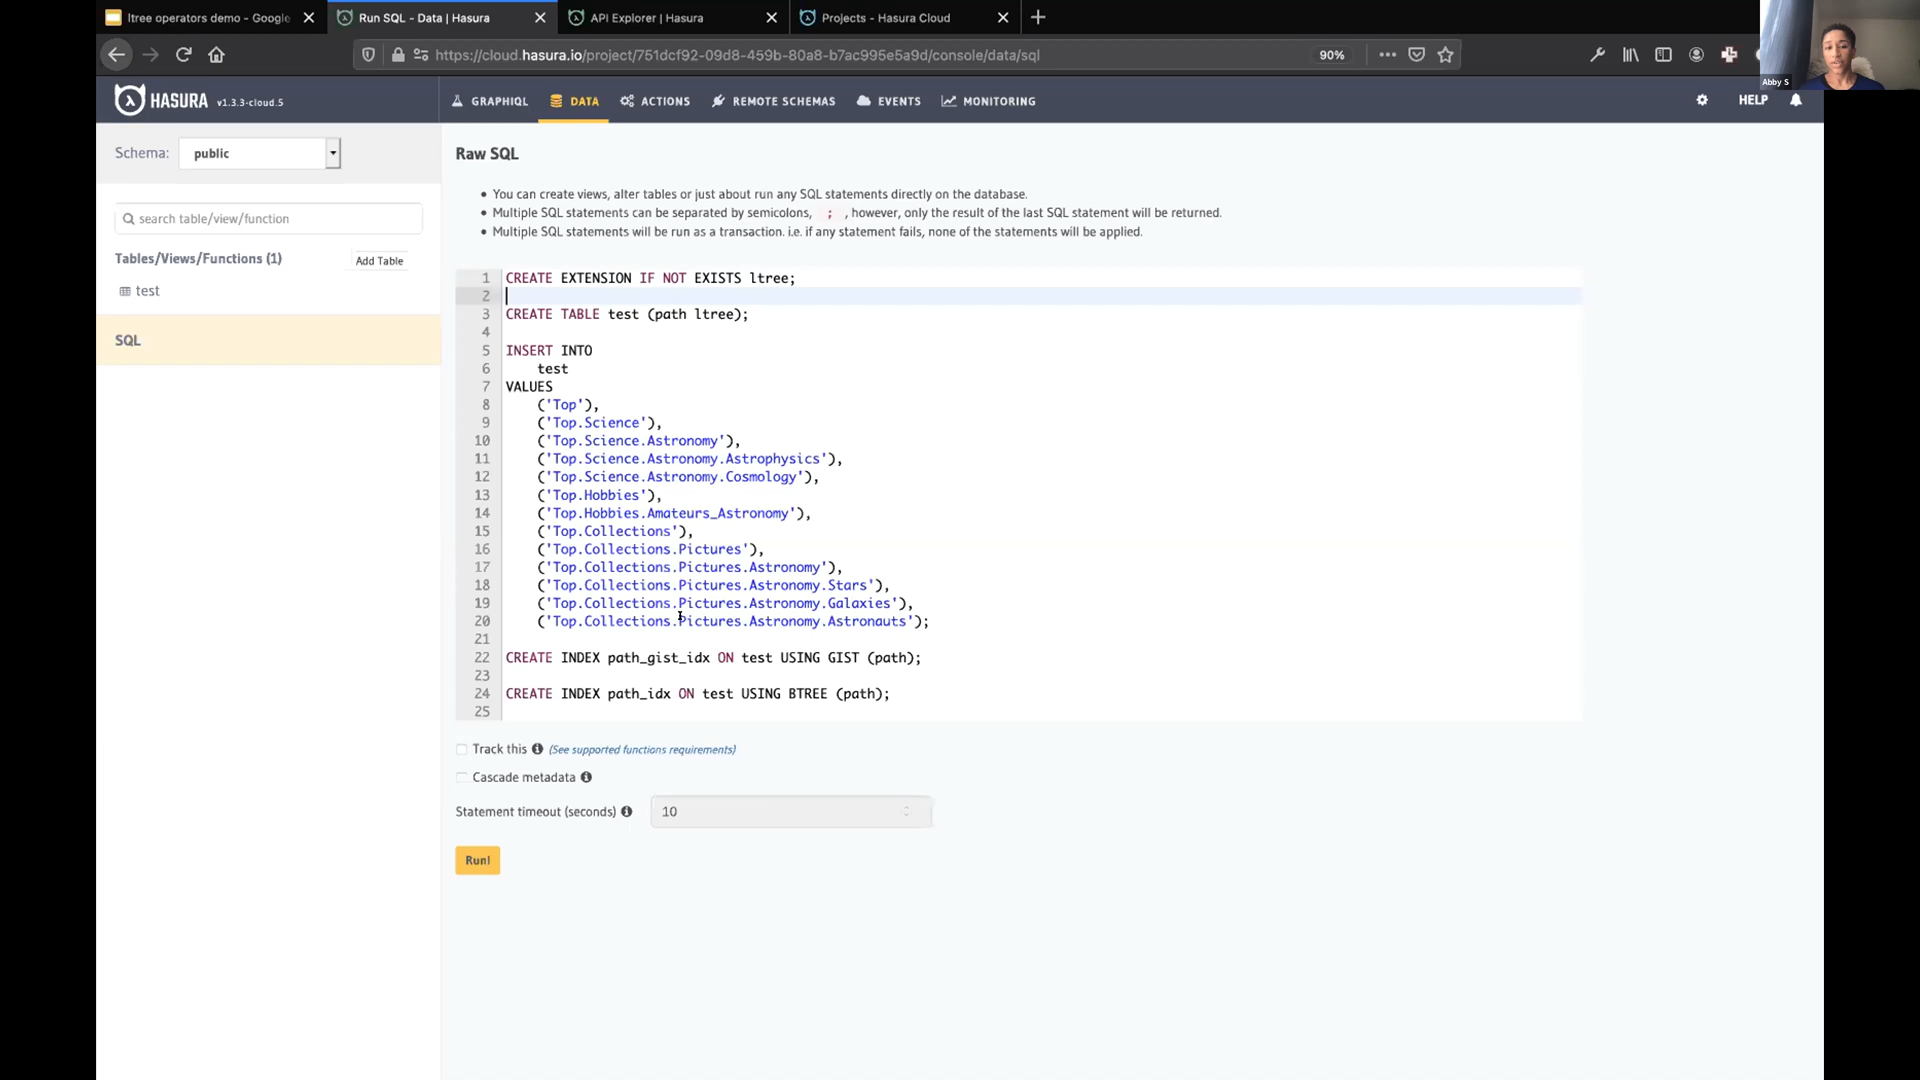 ltree operators demo - Google
Run SQL - Data | Hasura
API Explorer | Hasura
Projects - Hasura Cloud
https://cloud.hasura.io/project/751dcf92-09d8-459b-80a8-b7ac995e5a9d/console/data/sql
90%
Abby S
HASURA v1.3.3-cloud.5
GRAPHIQL
DATA
ACTIONS
REMOTE SCHEMAS
EVENTS
MONITORING
HELP
Schema: public
search table/view/function
Tables/Views/Functions (1)
Add Table
test
SQL
Raw SQL
• You can create views, alter tables or just about run any SQL statements directly on the database.
• Multiple SQL statements can be separated by semicolons, ; , however, only the result of the last SQL statement will be returned.
• Multiple SQL statements will be run as a transaction. i.e. if any statement fails, none of the statements will be applied.
1 CREATE EXTENSION IF NOT EXISTS ltree;
2
3 CREATE TABLE test (path ltree);
4
5 INSERT INTO
6 test
7 VALUES
8 ('Top'),
9 ('Top.Science'),
10 ('Top.Science.Astronomy'),
11 ('Top.Science.Astronomy.Astrophysics'),
12 ('Top.Science.Astronomy.Cosmology'),
13 ('Top.Hobbies'),
14 ('Top.Hobbies.Amateurs_Astronomy'),
15 ('Top.Collections'),
16 ('Top.Collections.Pictures'),
17 ('Top.Collections.Pictures.Astronomy'),
18 ('Top.Collections.Pictures.Astronomy.Stars'),
19 ('Top.Collections.Pictures.Astronomy.Galaxies'),
20 ('Top.Collections.Pictures.Astronomy.Astronauts');
21
22 CREATE INDEX path_gist_idx ON test USING GIST (path);
23
24 CREATE INDEX path_idx ON test USING BTREE (path);
25
Track this (See supported functions requirements)
Cascade metadata
Statement timeout (seconds) 10
Run!